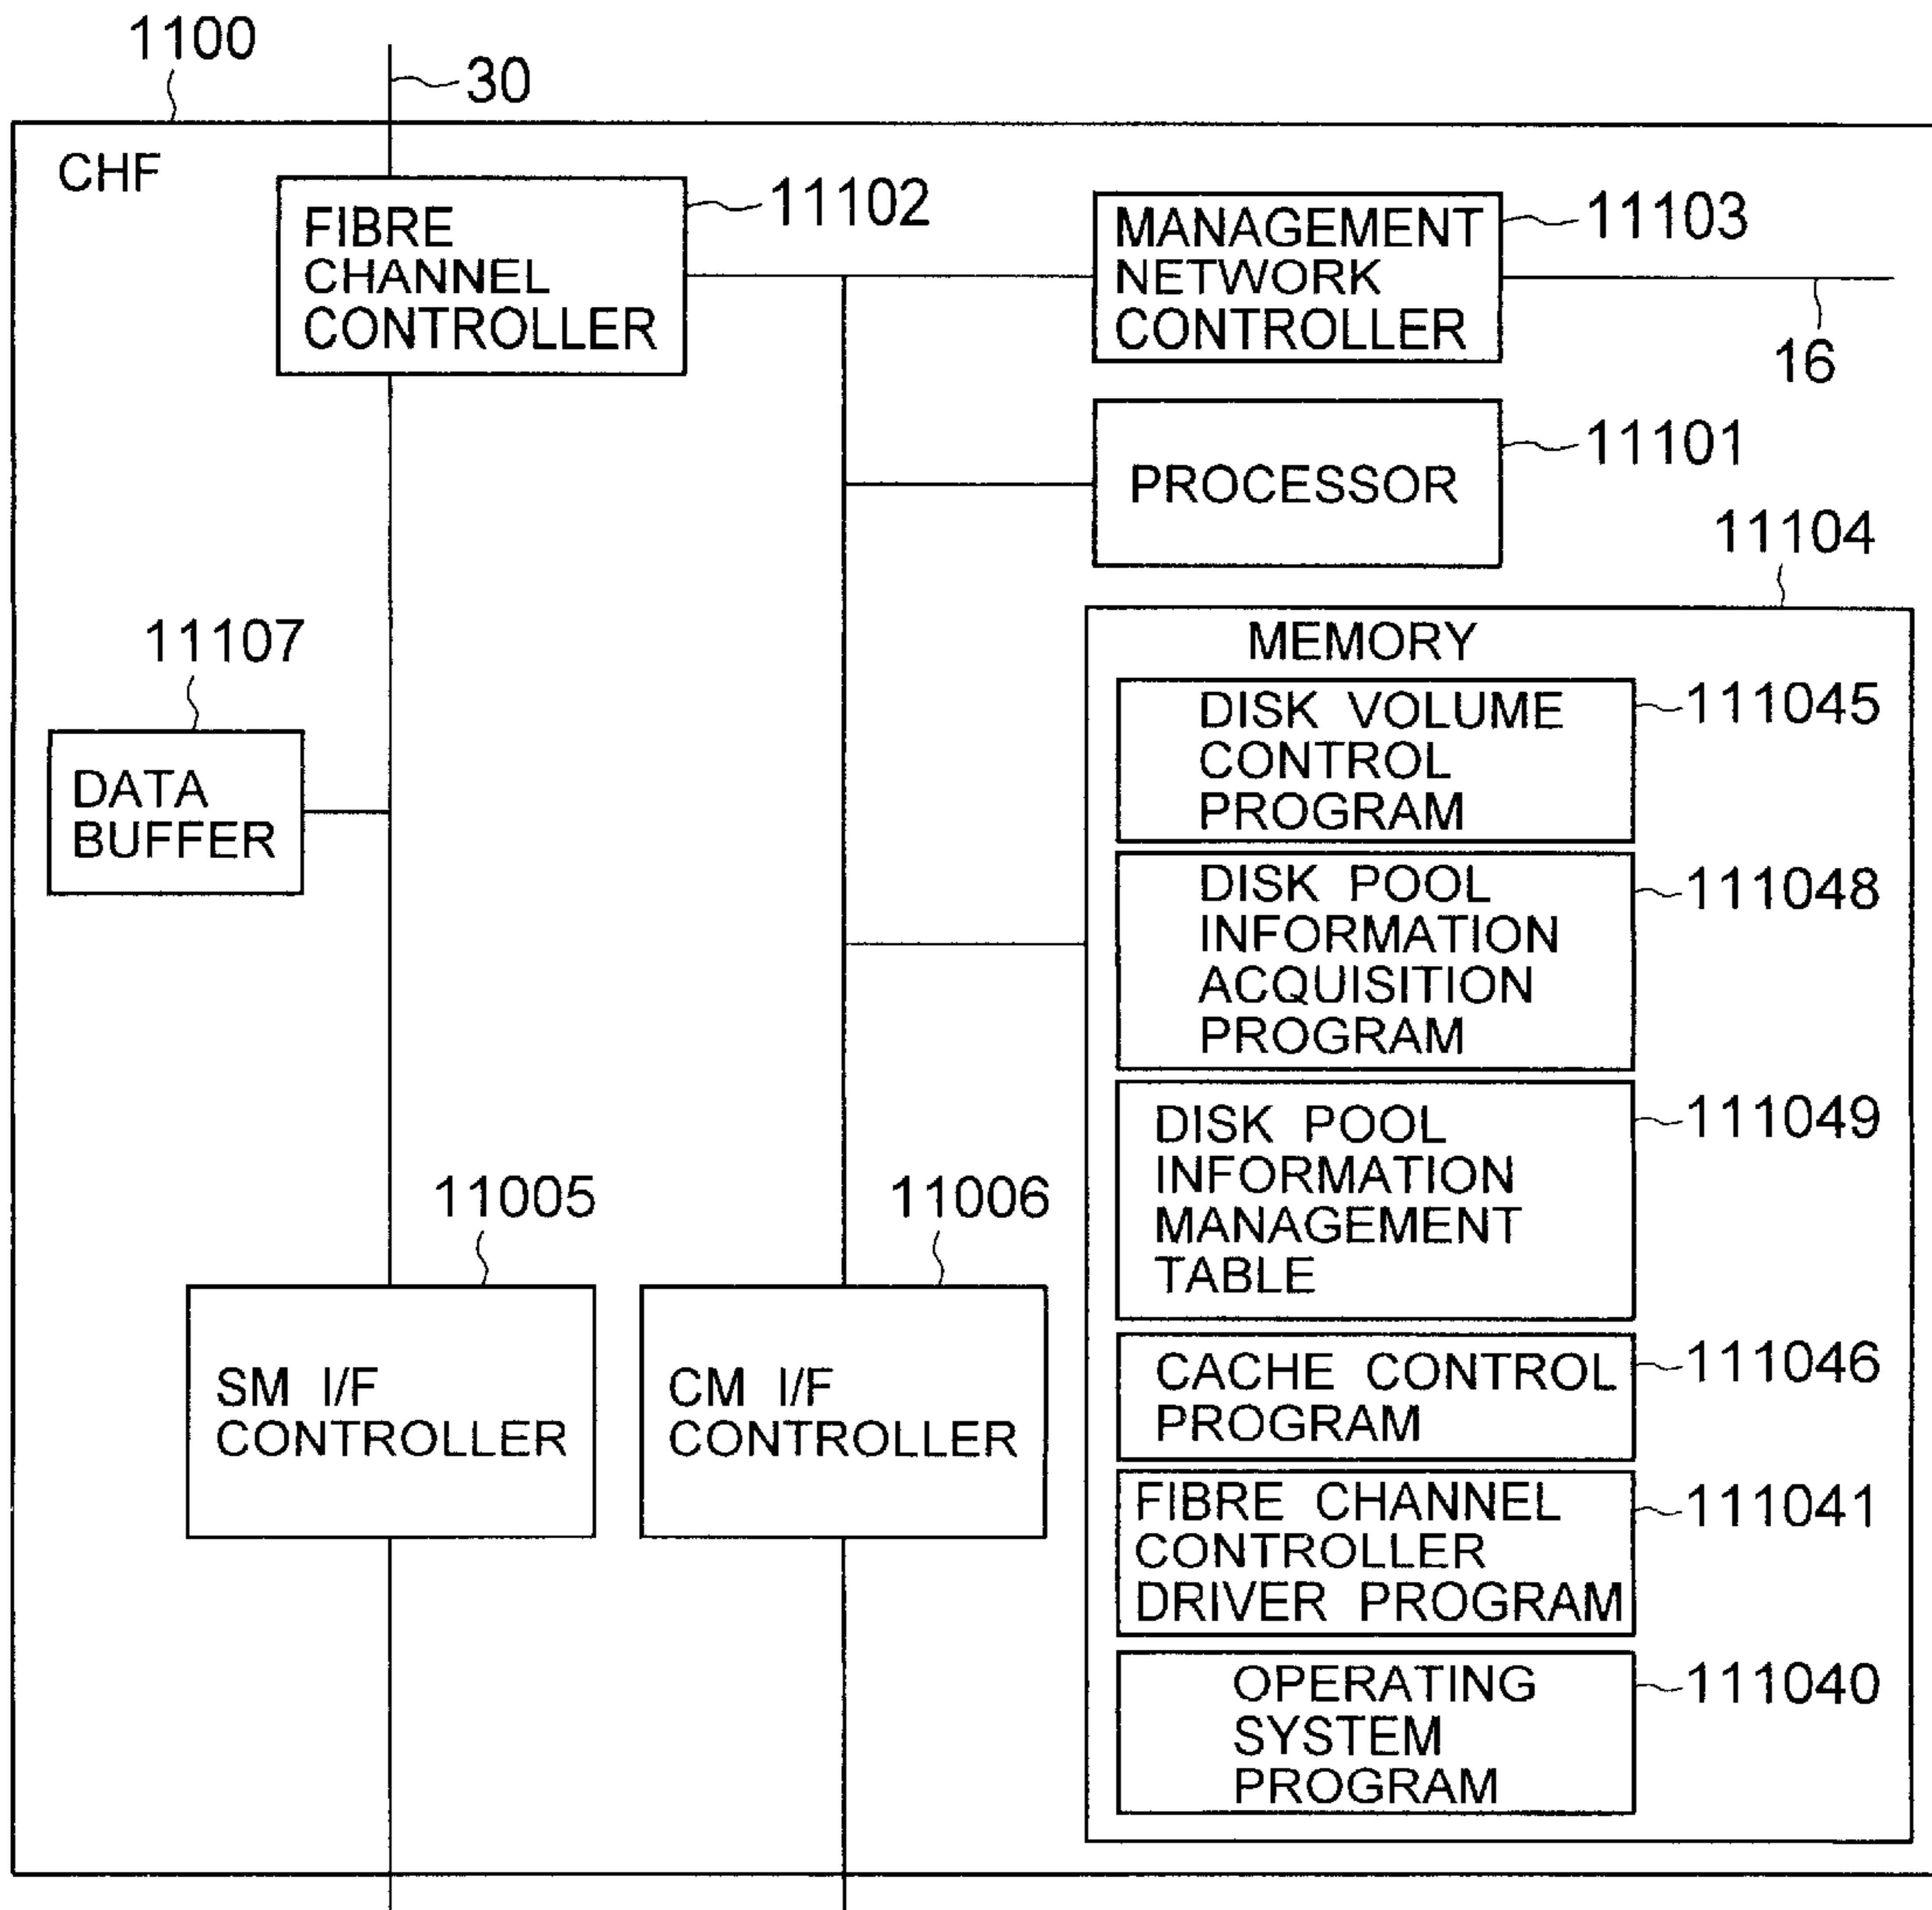 1100
30
CHF
FIBRE
CHANNEL
CONTROLLER
11102
MANAGEMENT
NETWORK
CONTROLLER
11103
16
PROCESSOR
11101
11104
MEMORY
DISK VOLUME
CONTROL
PROGRAM
111045
11107
DATA
BUFFER
DISK POOL
INFORMATION
ACQUISITION
PROGRAM
111048
DISK POOL
INFORMATION
MANAGEMENT
TABLE
111049
11005
SM I/F
CONTROLLER
11006
CM I/F
CONTROLLER
CACHE CONTROL
PROGRAM
111046
FIBRE CHANNEL
CONTROLLER
DRIVER PROGRAM
111041
OPERATING
SYSTEM
PROGRAM
111040